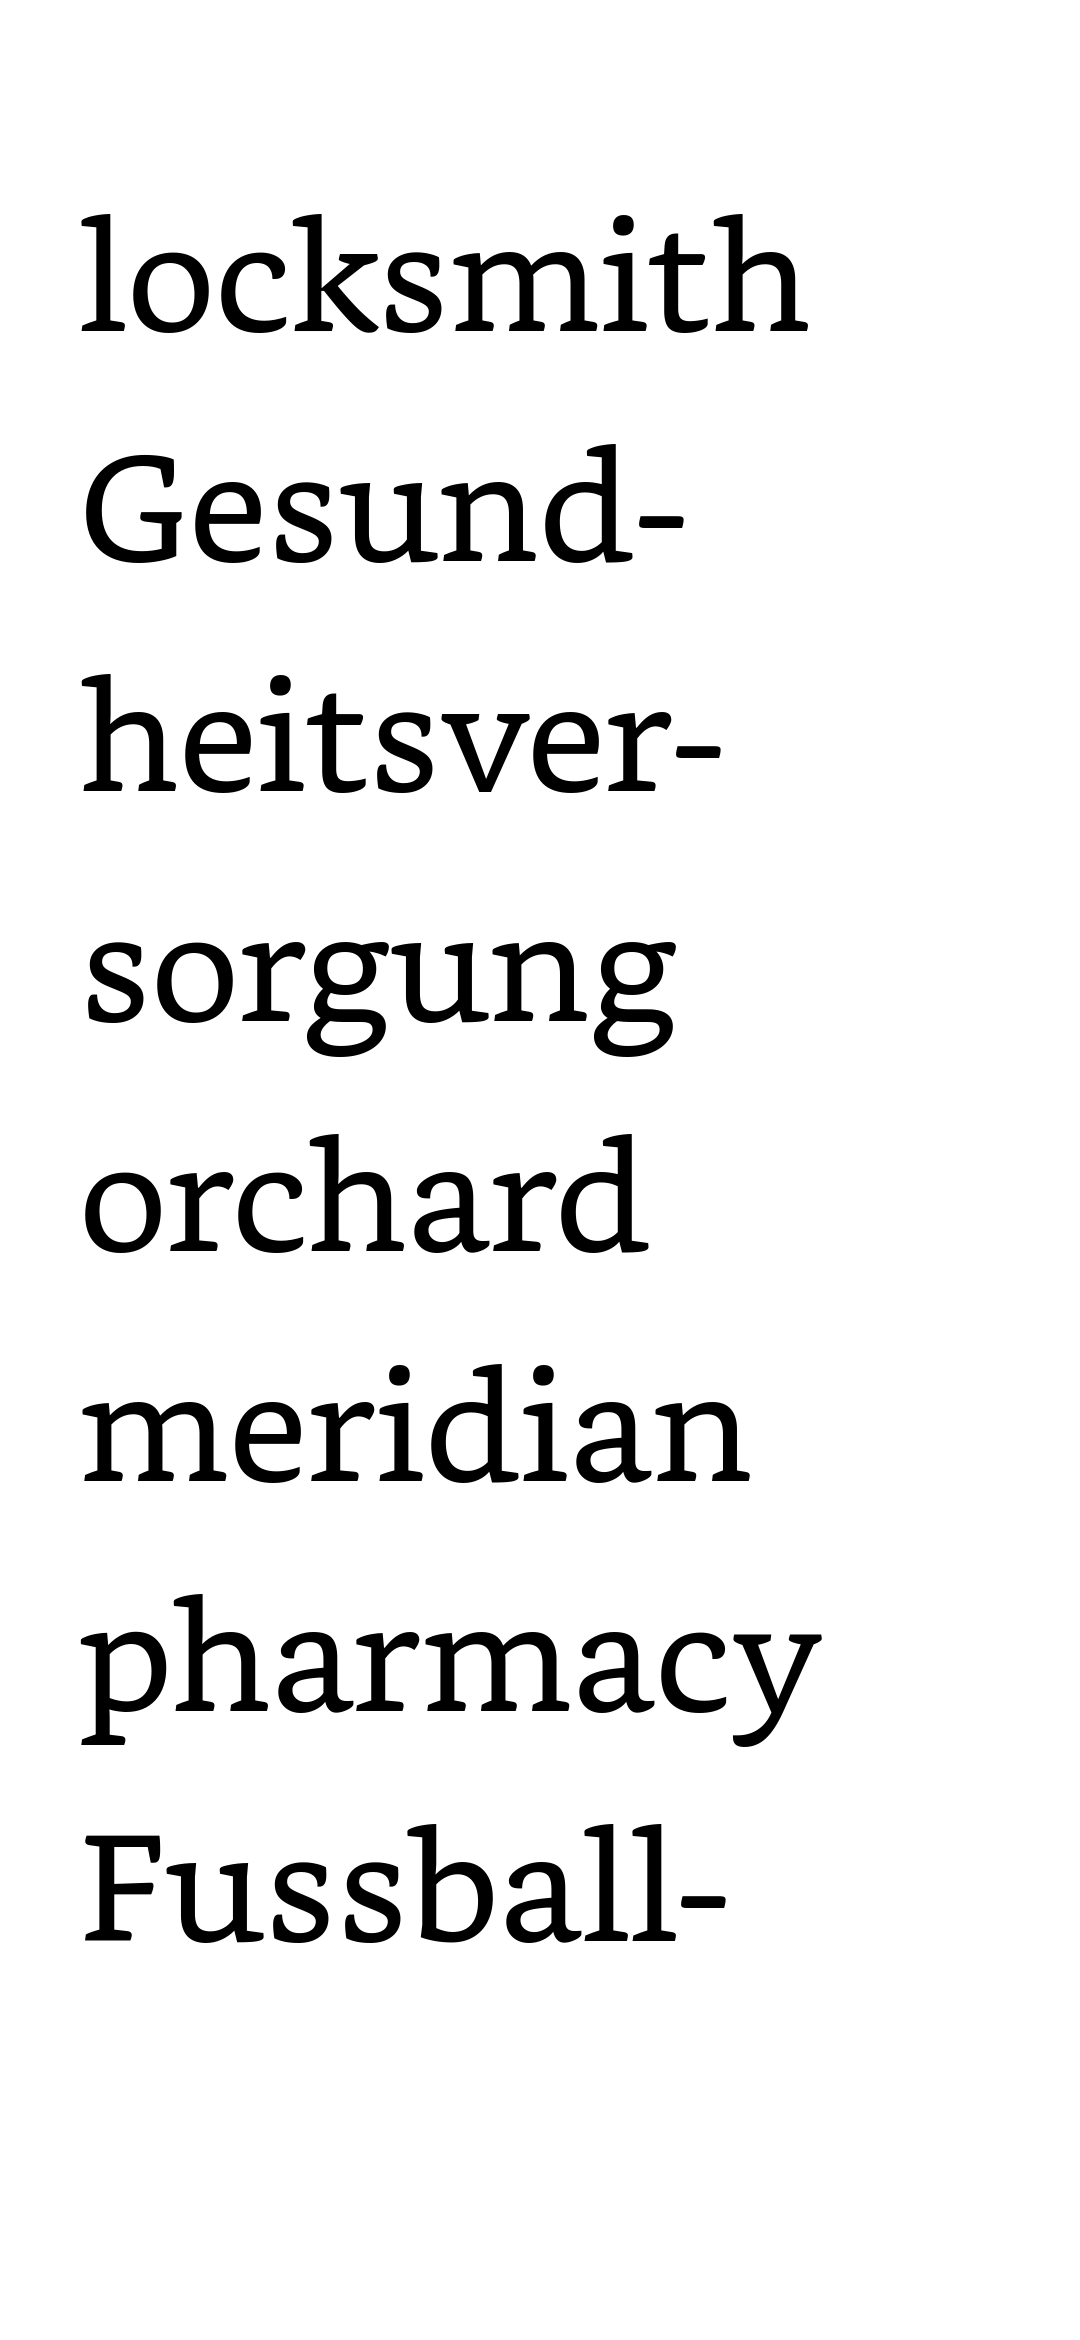 locksmith
Gesund-
heitsver-
sorgung
orchard
meridian
pharmacy
Fussball-